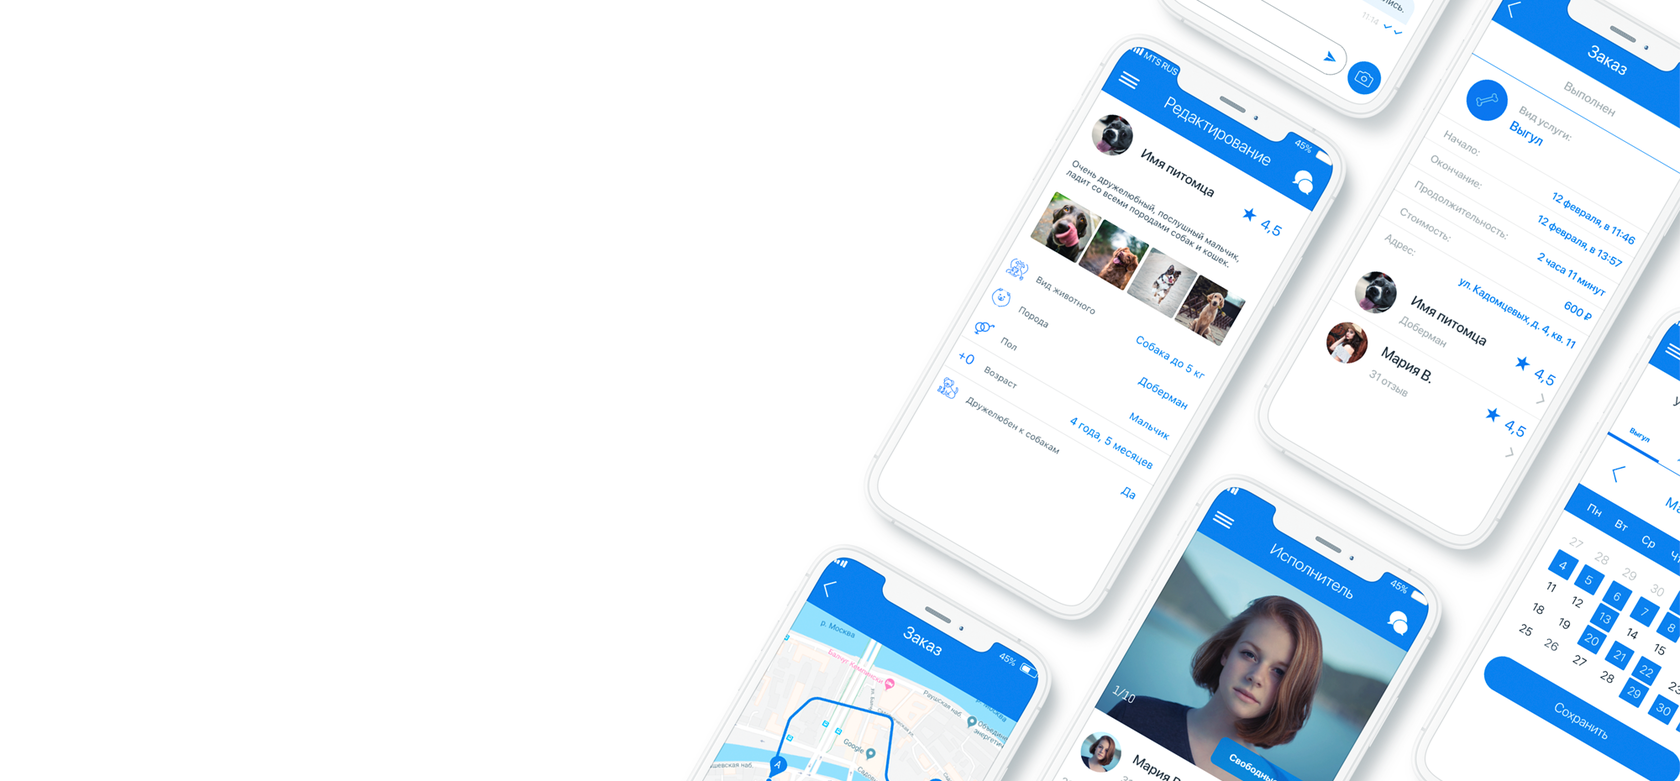 11:14
MTS RUS
45%
Редактирование
Имя питомца
4,5
Очень дружелюбный, послушный мальчик,
ладит со всеми породами собак и кошек.
Вид животного
Собака до 5 кг
Порода
Доберман
Пол
Мальчик
+0
Возраст
4 года, 5 месяцев
Дружелюбен к собакам
Да
Заказ
Выполнен
Вид услуги:
Выгул
Начало:
12 февраля, в 11:46
Окончание:
12 февраля, в 13:57
Продолжительность:
2 часа 11 минут
Стоимость:
600 ₽
Адрес:
ул. Кадомцевых, д. 4, кв. 11
Имя питомца
Доберман
4,5
Мария В.
31 отзыв
4,5
Заказ
45%
р. Москва
Балчуг Кемпински
Раушская наб.
Google
A
Исполнитель
45%
1/10
Мария
Выгул
Пн Вт Ср
27 28 29 30
4 5 6 7 8
11 12 13 14 15
18 19 20 21 22
25 26 27 28 29 30
Сохранить